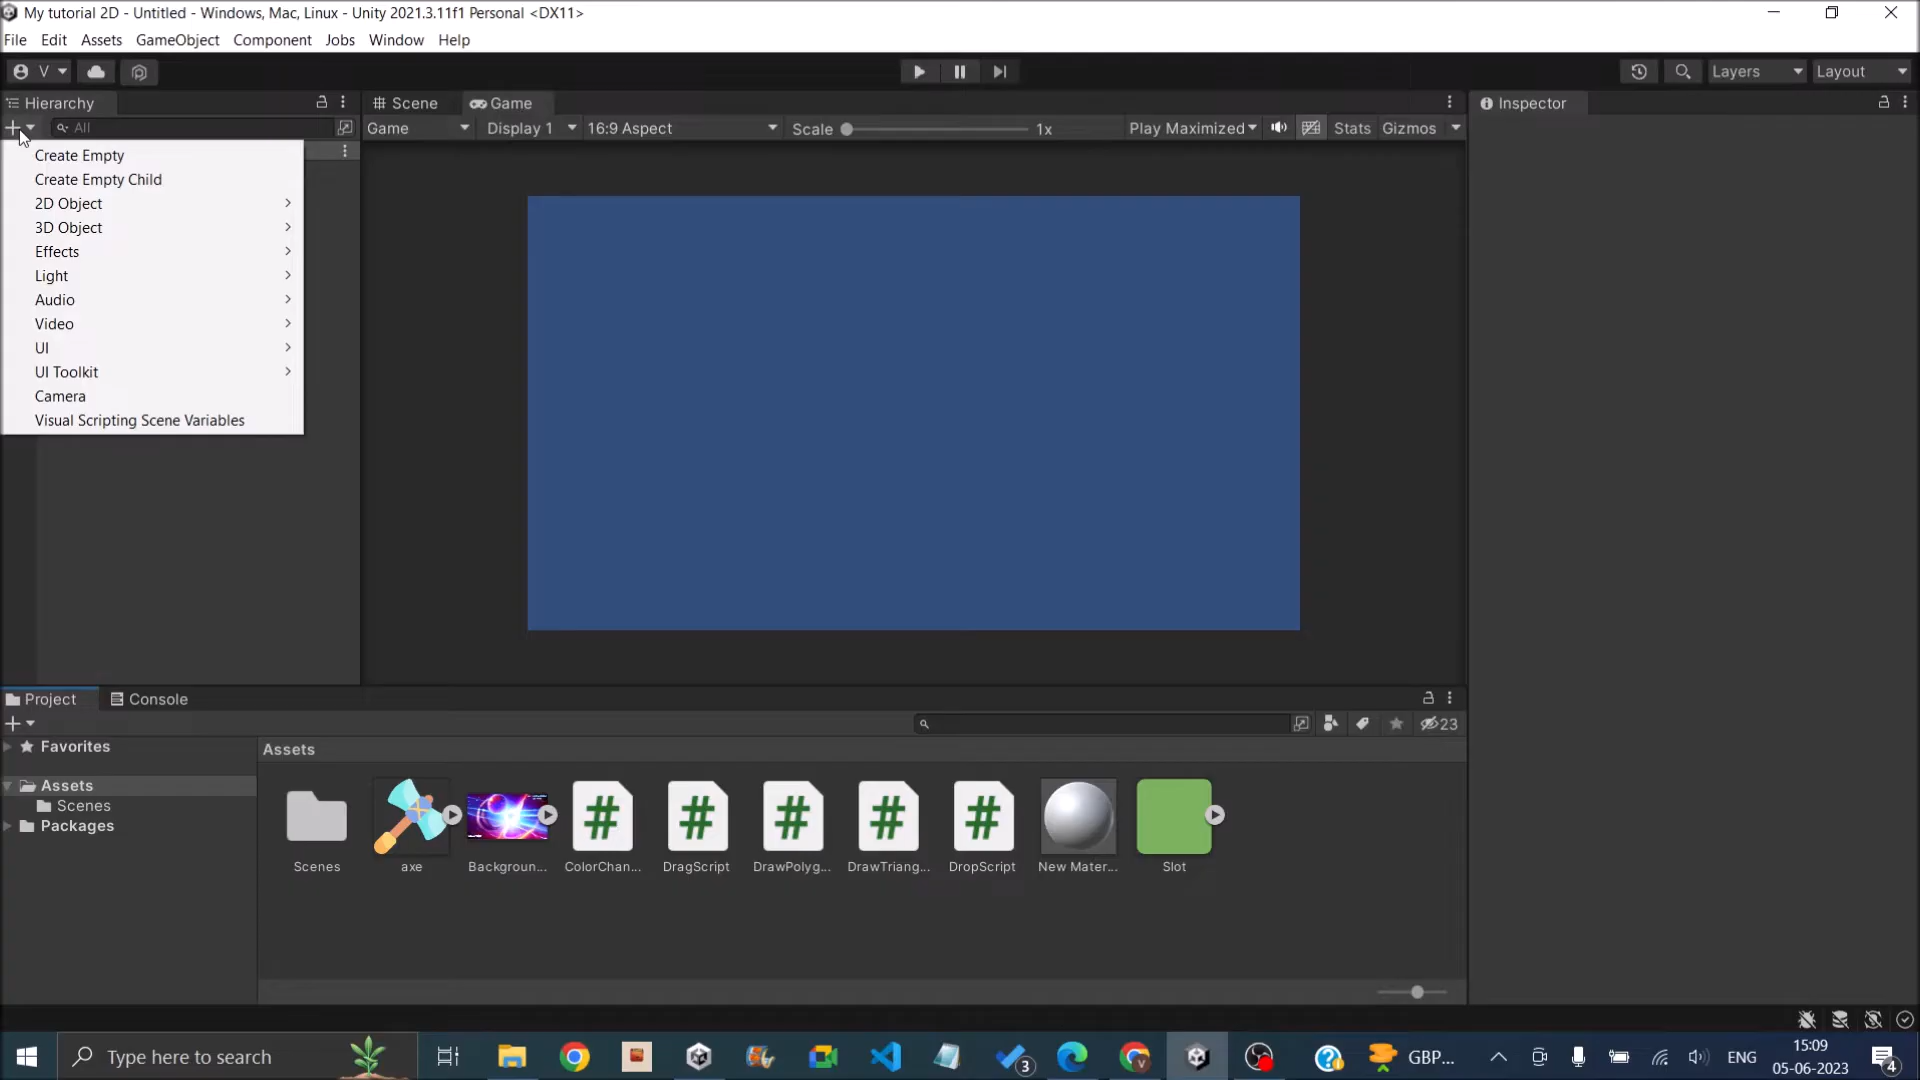 My tutorial 2D - Untitled - Windows, Mac, Linux - Unity 2021.3.11f1 Personal <DX11>
File Edit Assets GameObject Component Jobs Window Help
V Layers Layout
Hierarchy
Scene Game
Inspector
All
Game Display 1 16:9 Aspect Scale 1x Play Maximized Stats Gizmos
Create Empty
Create Empty Child
2D Object
3D Object
Effects
Light
Audio
Video
UI
UI Toolkit
Camera
Visual Scripting Scene Variables
Project Console
23
Favorites
Assets
Scenes
Packages
Assets
Scenes axe Backgroun... ColorChan... DragScript DrawPolyg... DrawTriang... DropScript New Mater... Slot
Type here to search
3
GBP...
ENG
15:09
05-06-2023
4